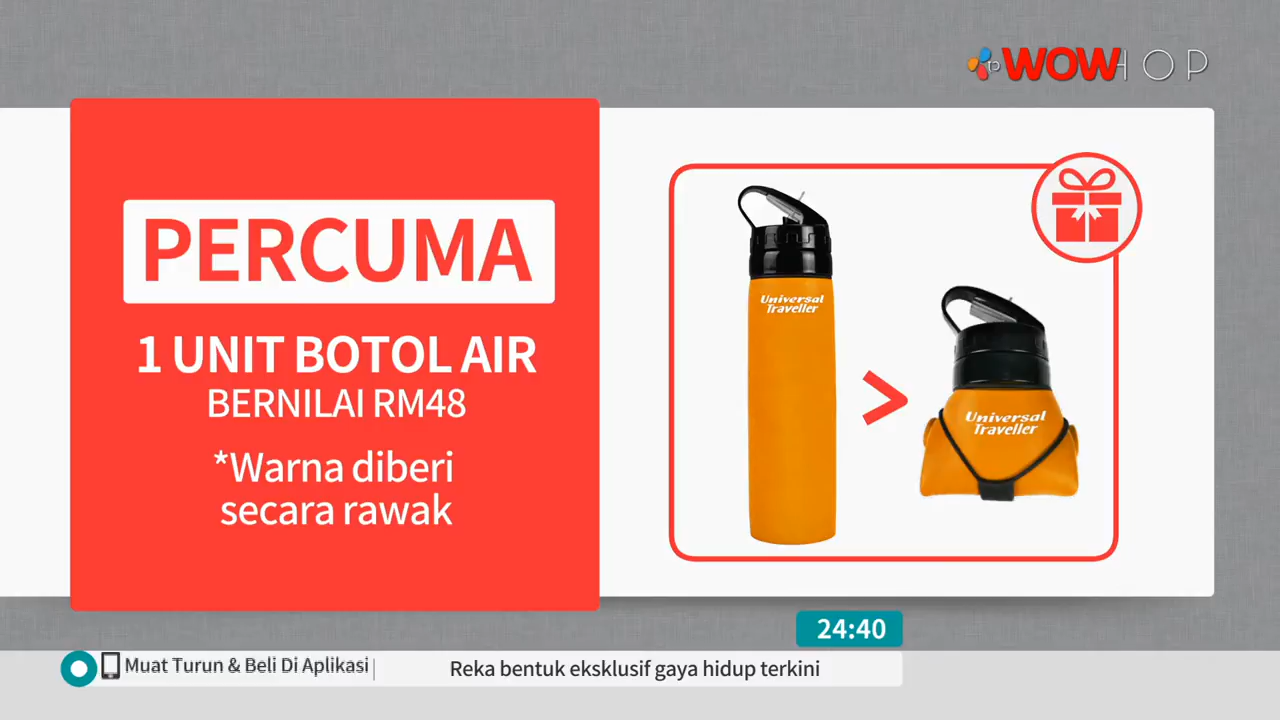 WOW HOP
PERCUMA
1 UNIT BOTOL AIR
BERNILAI RM48
*Warna diberi
secara rawak
Universal
Traveller
Universal
Traveller
24:40
Muat Turun & Beli Di Aplikasi
Reka bentuk eksklusif gaya hidup terkini